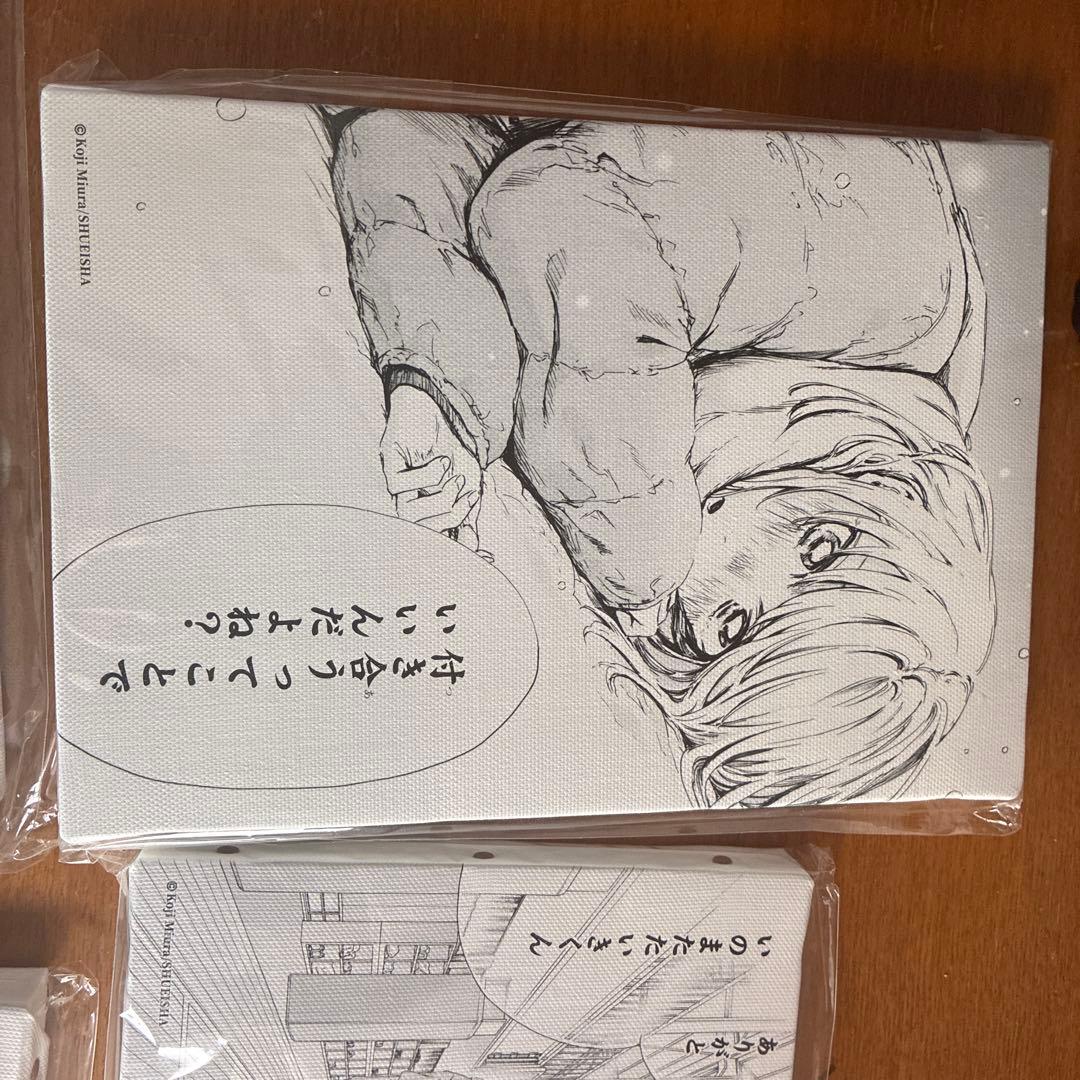 © Koji Miura/SHUEISHA
付き合うってことで
いいんだよね?
© Koji Miura/SHUEISHA
ありがと
いのまたたいきくん